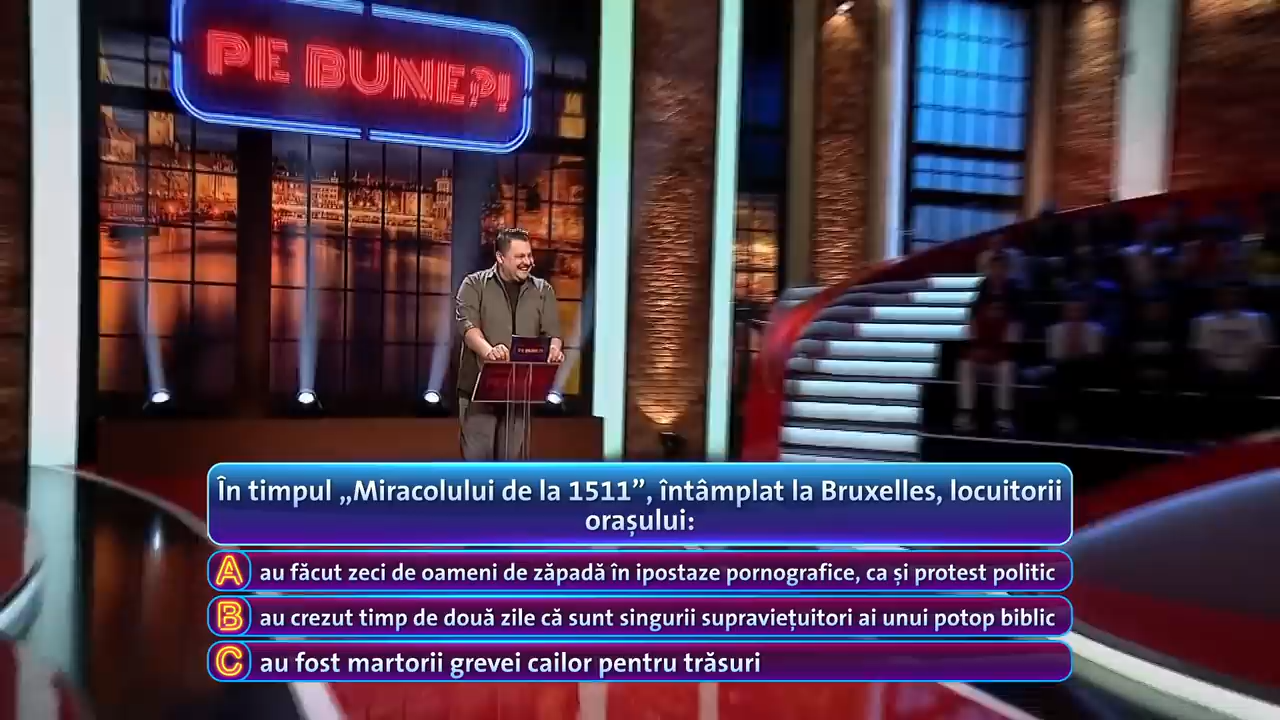 PE BUNE?!
PE BUNE?!
În timpul „Miracolului de la 1511”, întâmplat la Bruxelles, locuitorii
orașului:
A au făcut zeci de oameni de zăpadă în ipostaze pornografice, ca și protest politic
B au crezut timp de două zile că sunt singurii supraviețuitori ai unui potop biblic
C au fost martorii grevei cailor pentru trăsuri